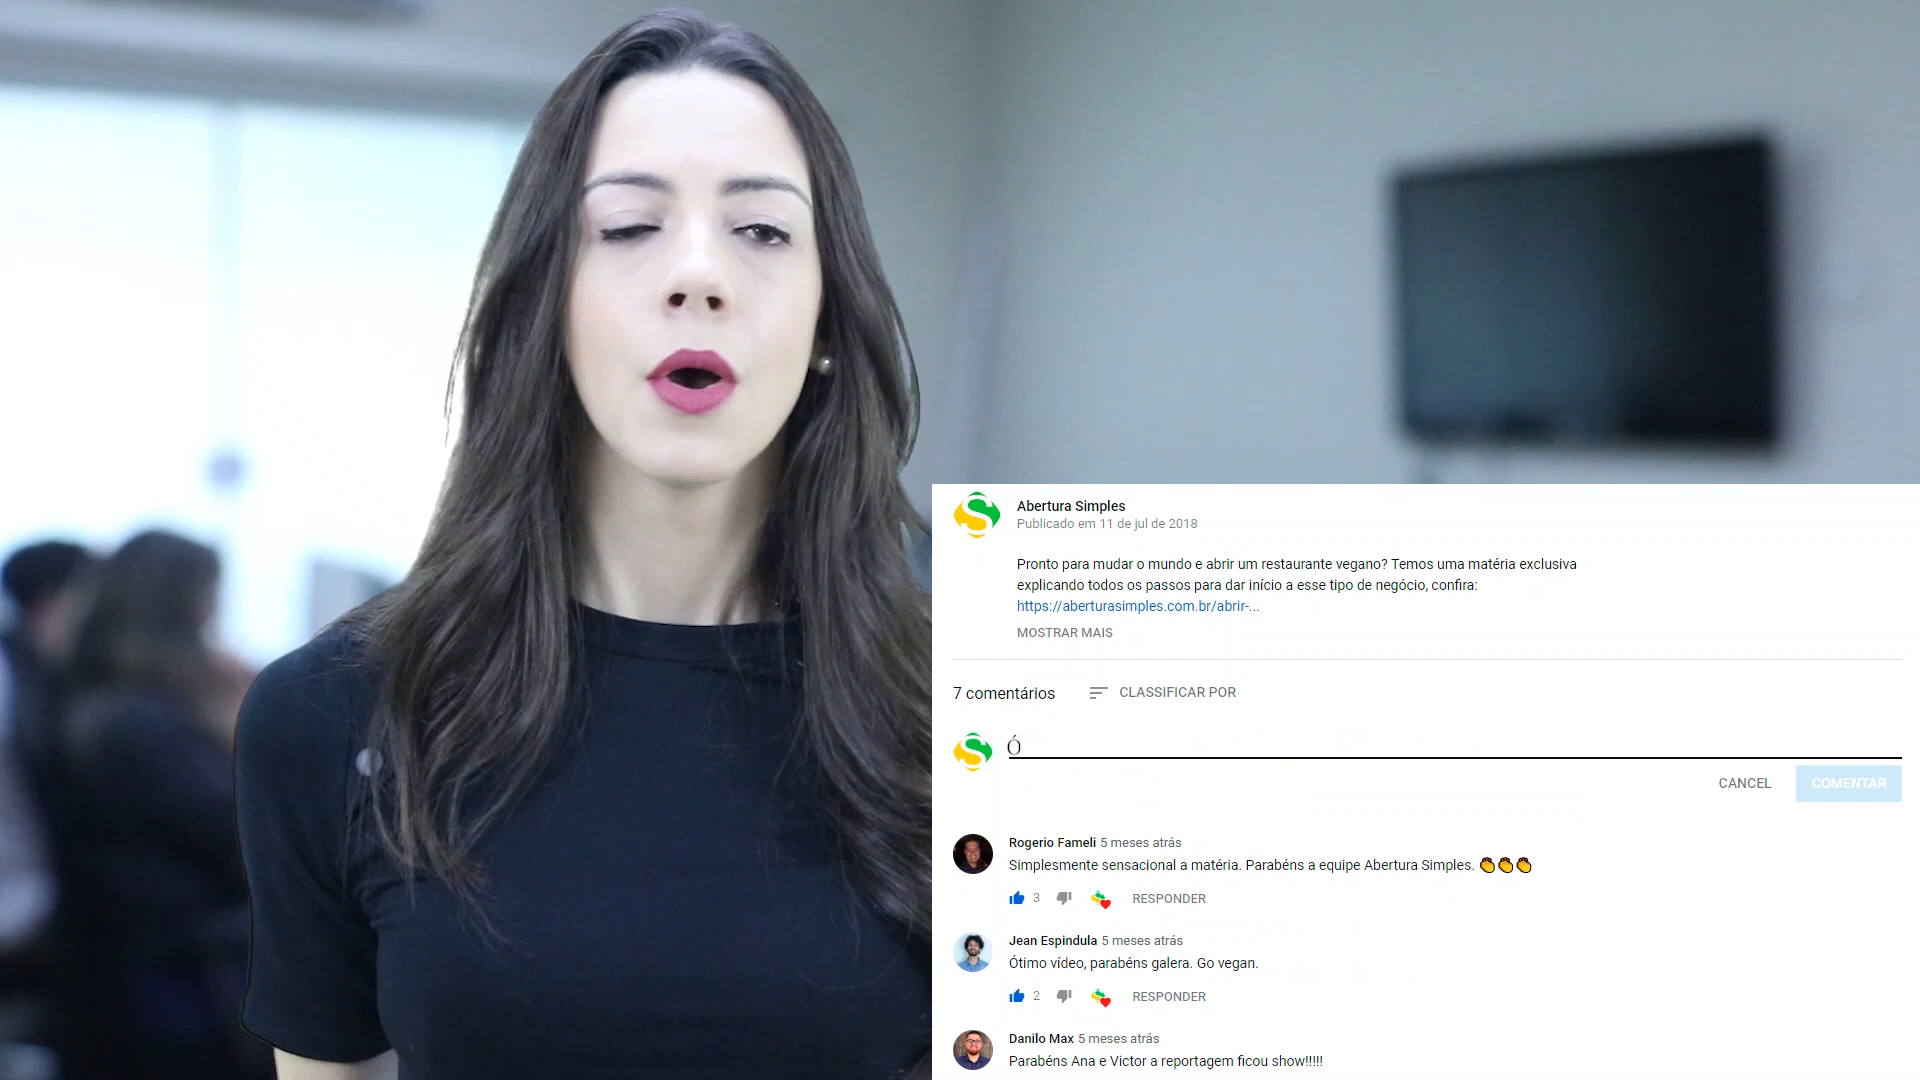 Abertura Simples
Publicado em 11 de jul de 2018
Pronto para mudar o mundo e abrir um restaurante vegano? Temos uma matéria exclusiva
explicando todos os passos para dar início a esse tipo de negócio, confira:
https://aberturasimples.com.br/abrir-...
MOSTRAR MAIS
7 comentários CLASSIFICAR POR
Ó
CANCEL COMENTAR
Rogerio Fameli 5 meses atrás
Simplesmente sensacional a matéria. Parabéns a equipe Abertura Simples. 👏👏👏
3 RESPONDER
Jean Espindula 5 meses atrás
Ótimo vídeo, parabéns galera. Go vegan.
2 RESPONDER
Danilo Max 5 meses atrás
Parabéns Ana e Victor a reportagem ficou show!!!!!